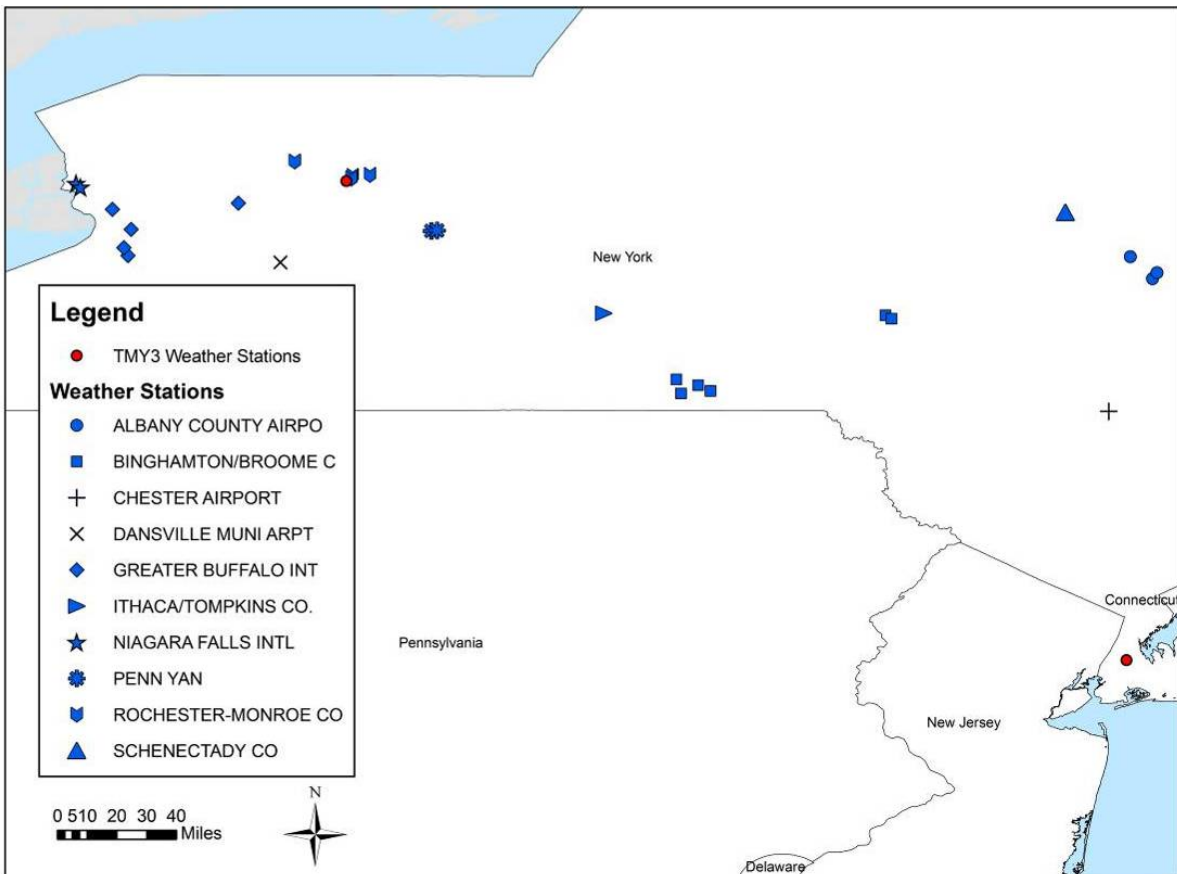 New York
Legend
TMY3 Weather Stations
Weather Stations
ALBANY COUNTY AIRPO
BINGHAMTON/BROOME C
CHESTER AIRPORT
DANSVILLE MUNI ARPT
GREATER BUFFALO INT
ITHACA/TOMPKINS CO.
NIAGARA FALLS INTL
PENN YAN
ROCHESTER-MONROE CO
SCHENECTADY CO
Connecticut
Pennsylvania
New Jersey
N
0 5 10 20 30 40
Miles
Delaware